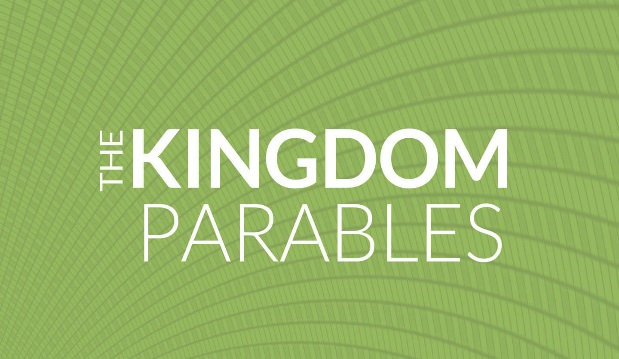 THE
KINGDOM
PARABLES